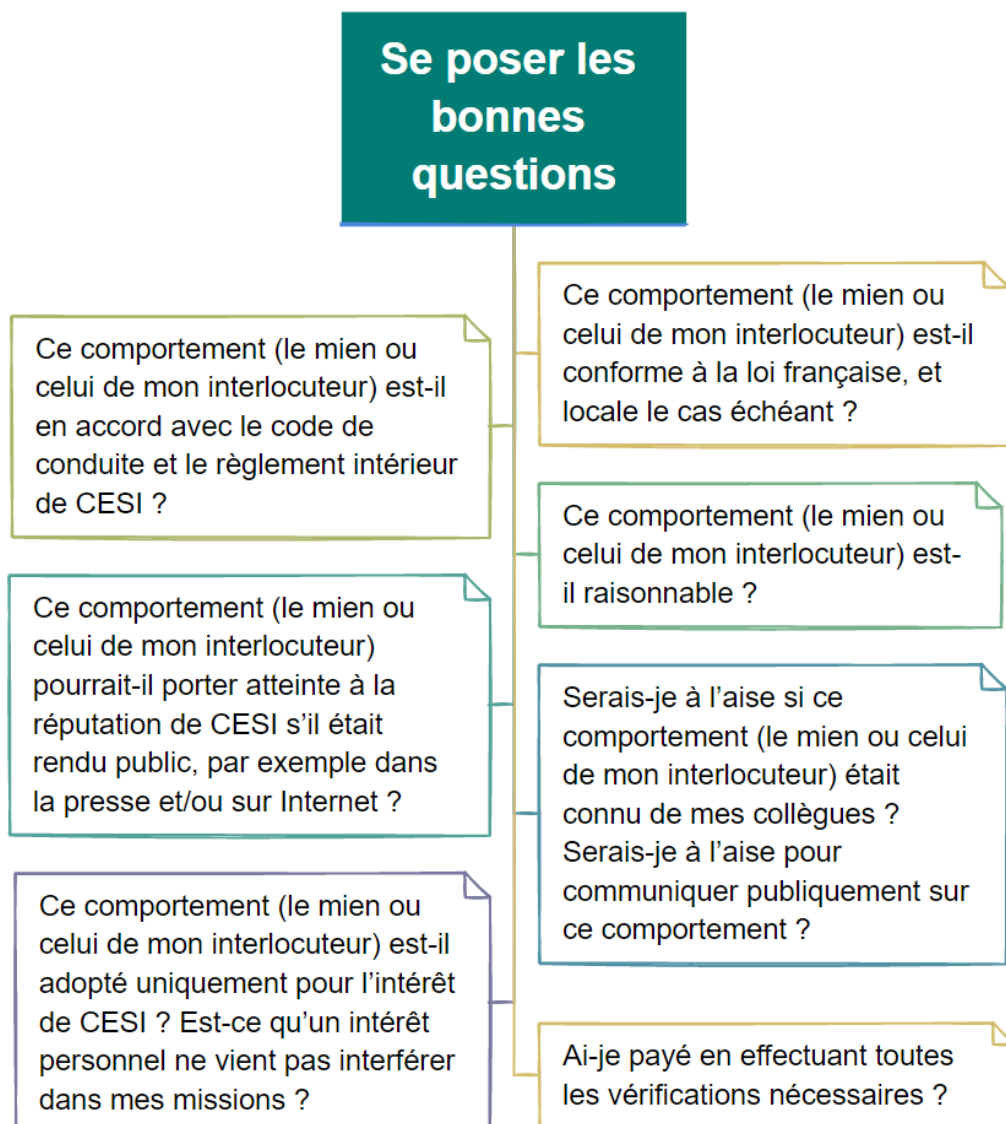 Se poser les
bonnes
questions
Ce comportement (le mien ou
celui de mon interlocuteur) est-il
conforme à la loi française, et
locale le cas échéant ?
Ce comportement (le mien ou
celui de mon interlocuteur) est-il
en accord avec le code de
conduite et le règlement intérieur
de CESI ?
Ce comportement (le mien ou
celui de mon interlocuteur) est-
il raisonnable ?
Ce comportement (le mien ou
celui de mon interlocuteur)
pourrait-il porter atteinte à la
réputation de CESI s’il était
rendu public, par exemple dans
la presse et/ou sur Internet ?
Serais-je à l’aise si ce
comportement (le mien ou celui
de mon interlocuteur) était
connu de mes collègues ?
Serais-je à l’aise pour
communiquer publiquement sur
ce comportement ?
Ce comportement (le mien ou
celui de mon interlocuteur) est-il
adopté uniquement pour l’intérêt
de CESI ? Est-ce qu’un intérêt
personnel ne vient pas interférer
dans mes missions ?
Ai-je payé en effectuant toutes
les vérifications nécessaires ?